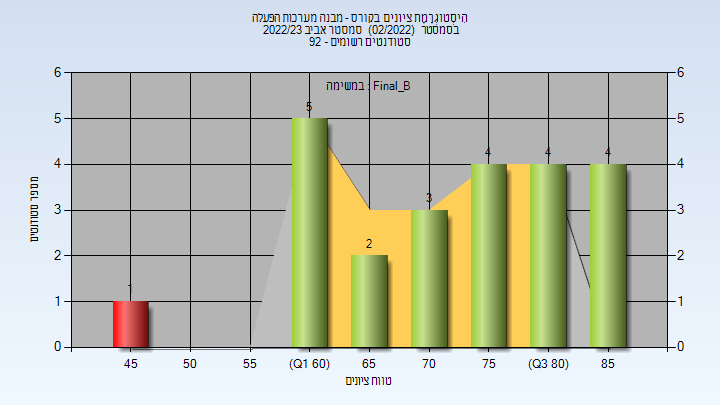 הִיסְטוֹגְרָמַת ציונים בקורס - מבנה מערכות הפעלה
בסמסטר (02/2022) סמסטר אביב 2022/23
סטודנטים רשומים - 92
במשימה : Final_B
מספר סטודנטים
6 6
5 5
4 4
3 3
2 2
1 1
0 0
1 5 2 3 4 4 4
45 50 55 (Q1 60) 65 70 75 (Q3 80) 85
טווח ציונים